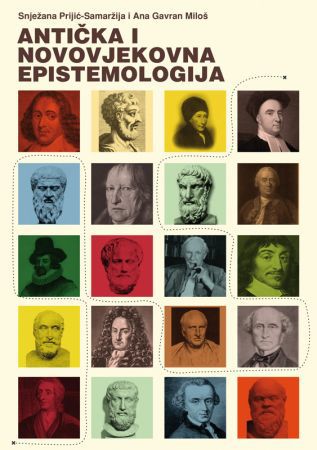 Snježana Prijić-Samaržija i Ana Gavran Miloš
ANTIČKA I
NOVOVJEKOVNA
EPISTEMOLOGIJA